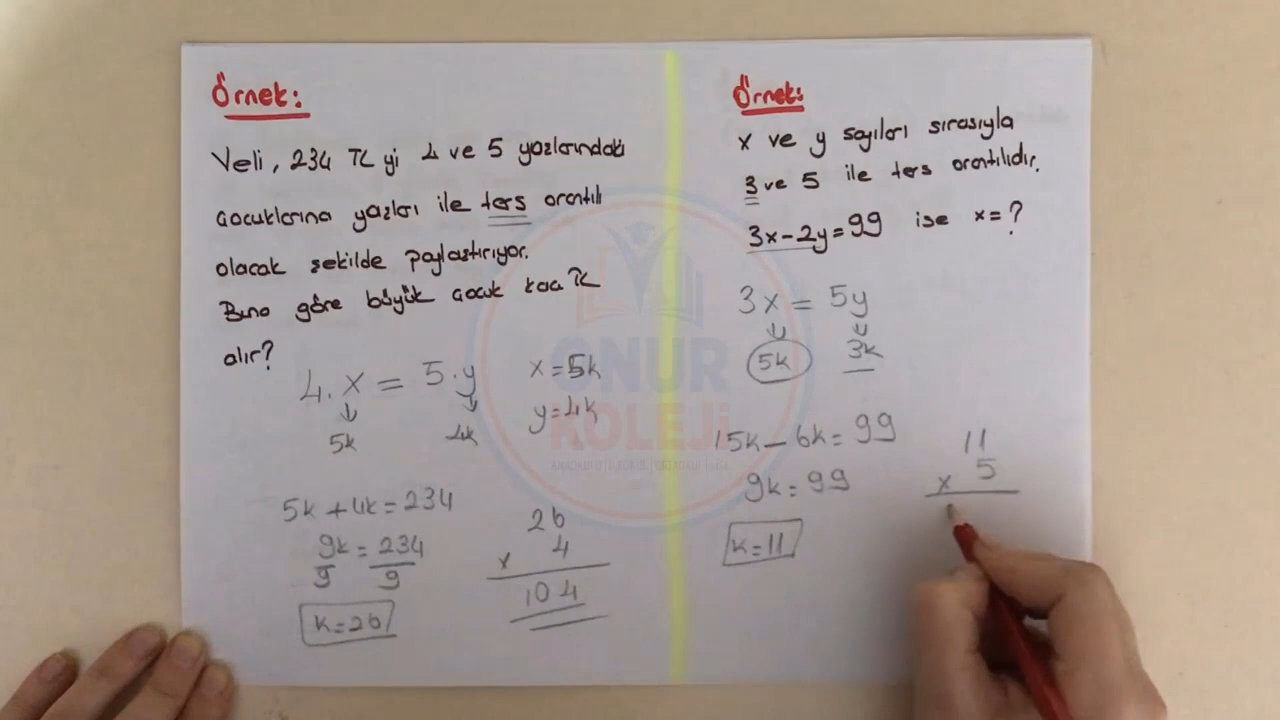 Örnek:
Veli, 234 TL yi 4 ve 5 yaşlarındaki
çocuklarına yaşları ile ters orantılı
olacak şekilde paylaştırıyor.
Buna göre büyük çocuk kaç TL
alır?
4. x = 5. y
5k 4k
x = 5k
y = 4k
5k + 4k = 234
9k = 234
9 9
k = 26
26
x 4
104
Örnek:
x ve y sayıları sırasıyla
3 ve 5 ile ters orantılıdır.
3x - 2y = 99 ise x = ?
3x = 5y
5k 3k
15k - 6k = 99
9k = 99
k = 11
11
x 5
ONUR
KOLEJİ